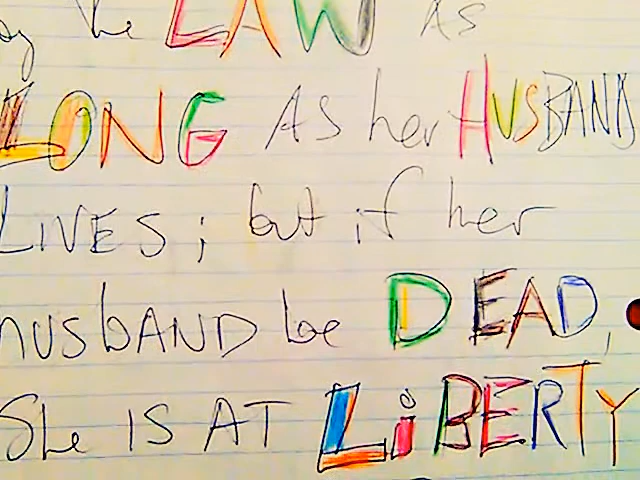 by the LAW AS
LONG AS her HUSBAND
LIVES; but if her
husbAND be DEAD,
She IS AT LiBERTY